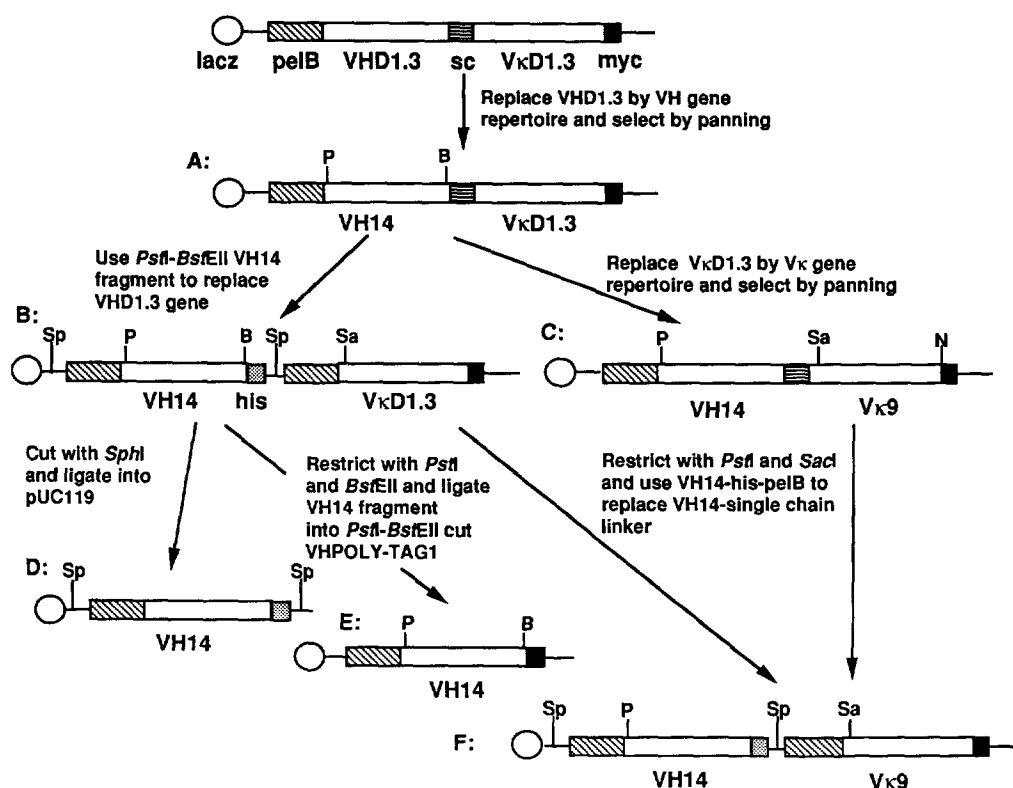 lacz pelB VHD1.3 sc VκD1.3 myc
Replace VHD1.3 by VH gene
repertoire and select by panning
A:
P B
VH14 VκD1.3
Use PstI-BstEII VH14
fragment to replace
VHD1.3 gene
Replace VκD1.3 by Vκ gene
repertoire and select by panning
B:
Sp P B Sp Sa
VH14 his VκD1.3
C:
P Sa N
VH14 Vκ9
Cut with SphI
and ligate into
pUC119
Restrict with PstI
and BstEII and ligate
VH14 fragment
into PstI-BstEII cut
VHPOLY-TAG1
Restrict with PstI and SacI
and use VH14-his-pelB to
replace VH14-single chain
linker
D:
Sp Sp
VH14
E:
P B
VH14
F:
Sp P Sp Sa
VH14 Vκ9